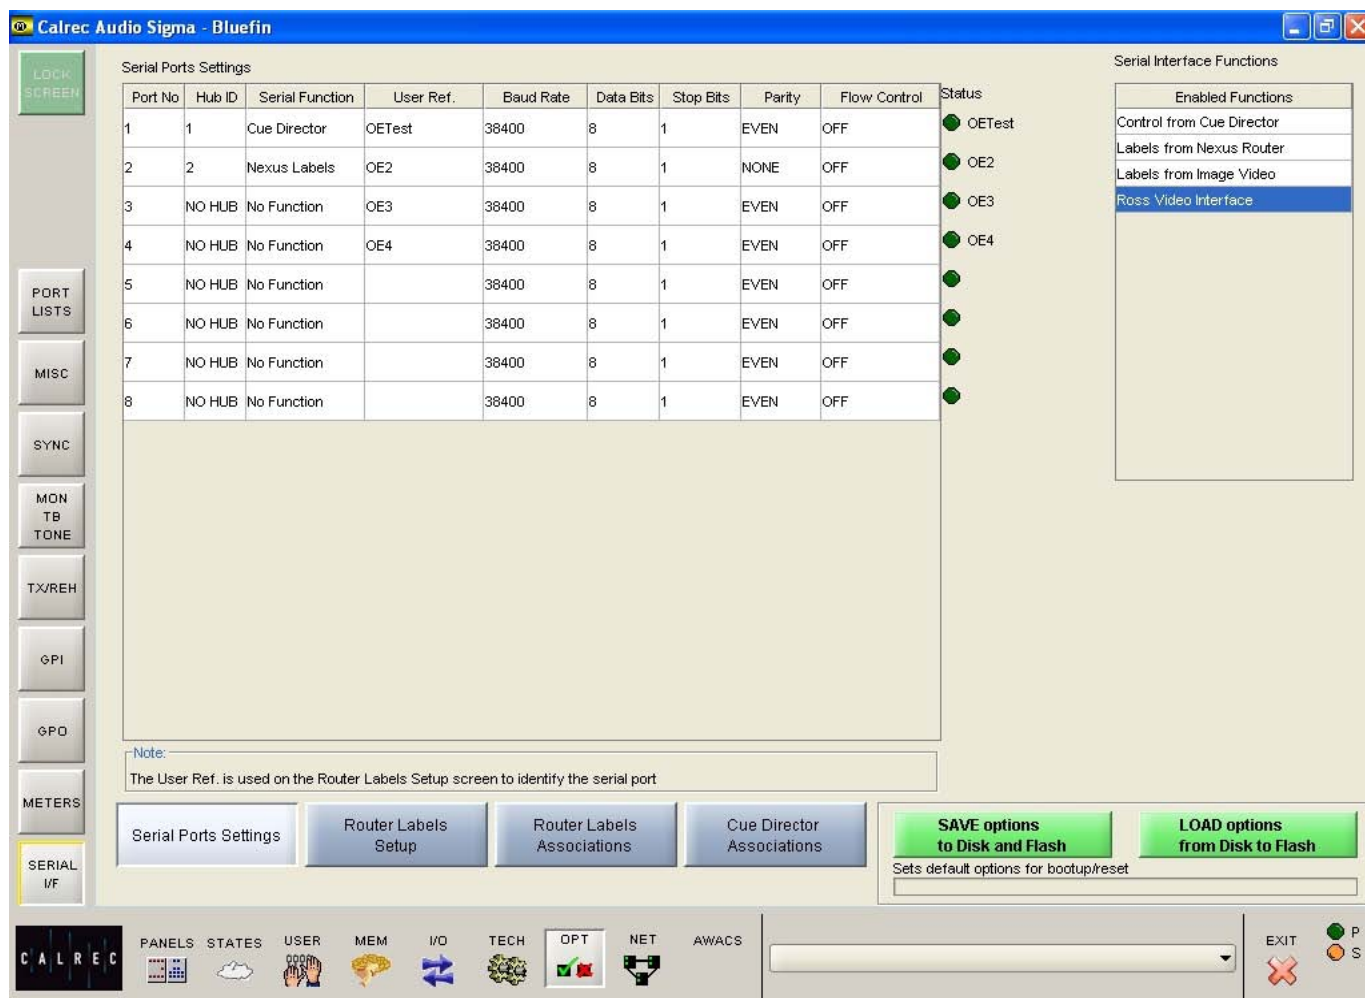 Calrec Audio Sigma - Bluefin
LOCK
SCREEN
PORT
LISTS
MISC
SYNC
MON
TB
TONE
TX/REH
GPI
GPO
METERS
SERIAL
I/F
Serial Ports Settings
Port No Hub ID Serial Function User Ref. Baud Rate Data Bits Stop Bits Parity Flow Control
1 1 Cue Director OETest 38400 8 1 EVEN OFF
2 2 Nexus Labels OE2 38400 8 1 NONE OFF
3 NO HUB No Function OE3 38400 8 1 EVEN OFF
4 NO HUB No Function OE4 38400 8 1 EVEN OFF
5 NO HUB No Function 38400 8 1 EVEN OFF
6 NO HUB No Function 38400 8 1 EVEN OFF
7 NO HUB No Function 38400 8 1 EVEN OFF
8 NO HUB No Function 38400 8 1 EVEN OFF
Status
OETest
OE2
OE3
OE4
Serial Interface Functions
Enabled Functions
Control from Cue Director
Labels from Nexus Router
Labels from Image Video
Ross Video Interface
Note:
The User Ref. is used on the Router Labels Setup screen to identify the serial port
Serial Ports Settings
Router Labels
Setup
Router Labels
Associations
Cue Director
Associations
SAVE options
to Disk and Flash
LOAD options
from Disk to Flash
Sets default options for bootup/reset
CALREC
PANELS STATES USER MEM I/O TECH OPT NET AWACS
EXIT
P
S